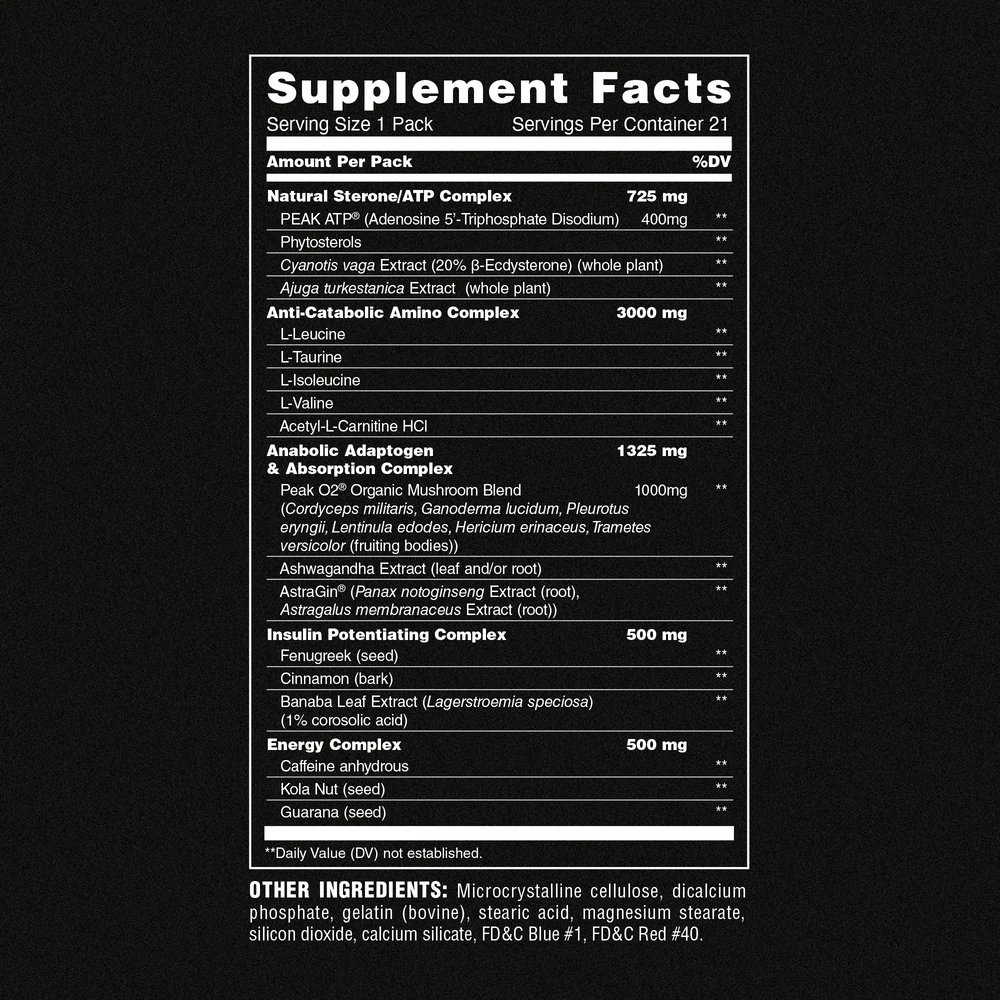 Supplement Facts
Serving Size 1 Pack Servings Per Container 21
Amount Per Pack %DV
Natural Sterone/ATP Complex 725 mg
PEAK ATP® (Adenosine 5'-Triphosphate Disodium) 400mg **
Phytosterols **
Cyanotis vaga Extract (20% β-Ecdysterone) (whole plant) **
Ajuga turkestanica Extract (whole plant) **
Anti-Catabolic Amino Complex 3000 mg
L-Leucine **
L-Taurine **
L-Isoleucine **
L-Valine **
Acetyl-L-Carnitine HCl **
Anabolic Adaptogen 1325 mg
& Absorption Complex
Peak O2® Organic Mushroom Blend 1000mg **
(Cordyceps militaris, Ganoderma lucidum, Pleurotus
eryngii, Lentinula edodes, Hericium erinaceus, Trametes
versicolor (fruiting bodies))
Ashwagandha Extract (leaf and/or root) **
AstraGin® (Panax notoginseng Extract (root), **
Astragalus membranaceus Extract (root))
Insulin Potentiating Complex 500 mg
Fenugreek (seed) **
Cinnamon (bark) **
Banaba Leaf Extract (Lagerstroemia speciosa) **
(1% corosolic acid)
Energy Complex 500 mg
Caffeine anhydrous **
Kola Nut (seed) **
Guarana (seed) **
**Daily Value (DV) not established.
OTHER INGREDIENTS: Microcrystalline cellulose, dicalcium
phosphate, gelatin (bovine), stearic acid, magnesium stearate,
silicon dioxide, calcium silicate, FD&C Blue #1, FD&C Red #40.